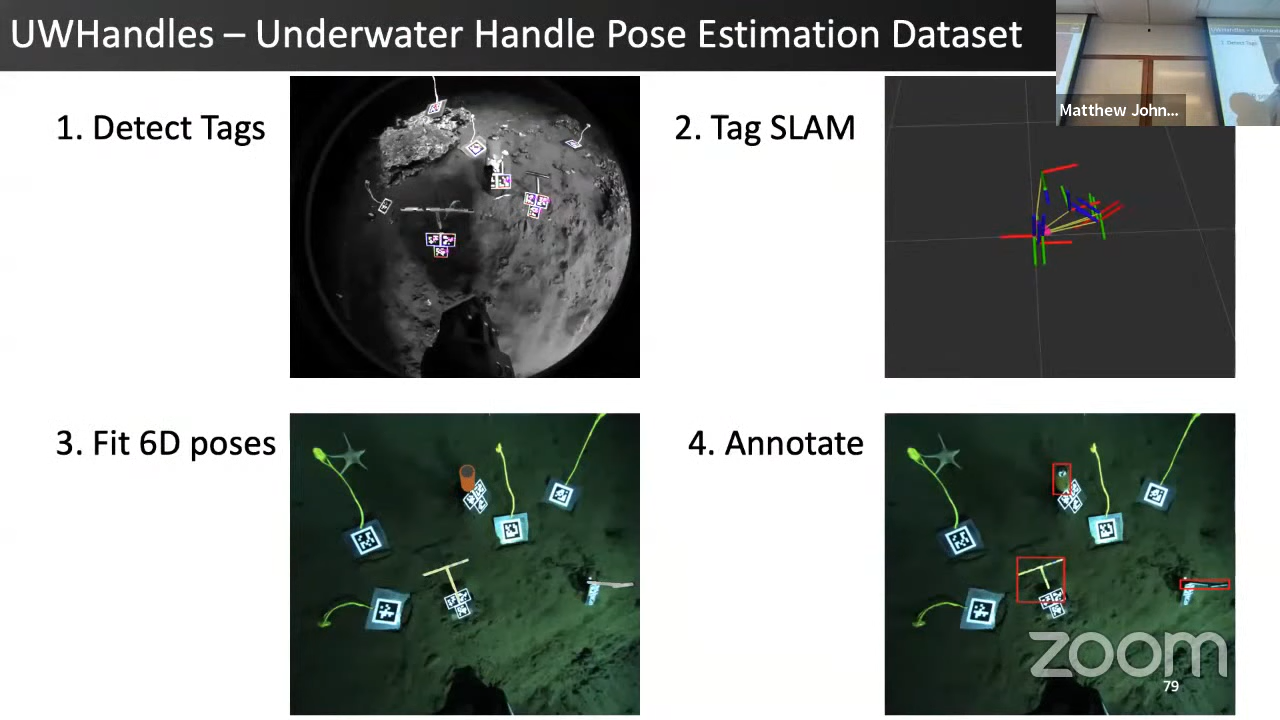 UWHandles – Underwater Handle Pose Estimation Dataset
Matthew John...
1. Detect Tags
2. Tag SLAM
3. Fit 6D poses
4. Annotate
zoom
79